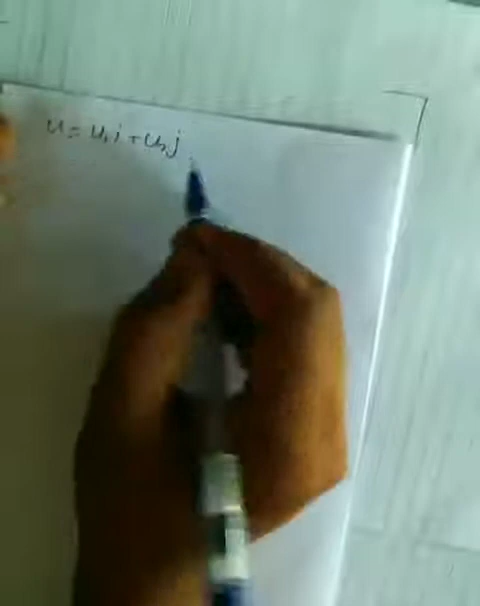 u = u₁i + u₂j